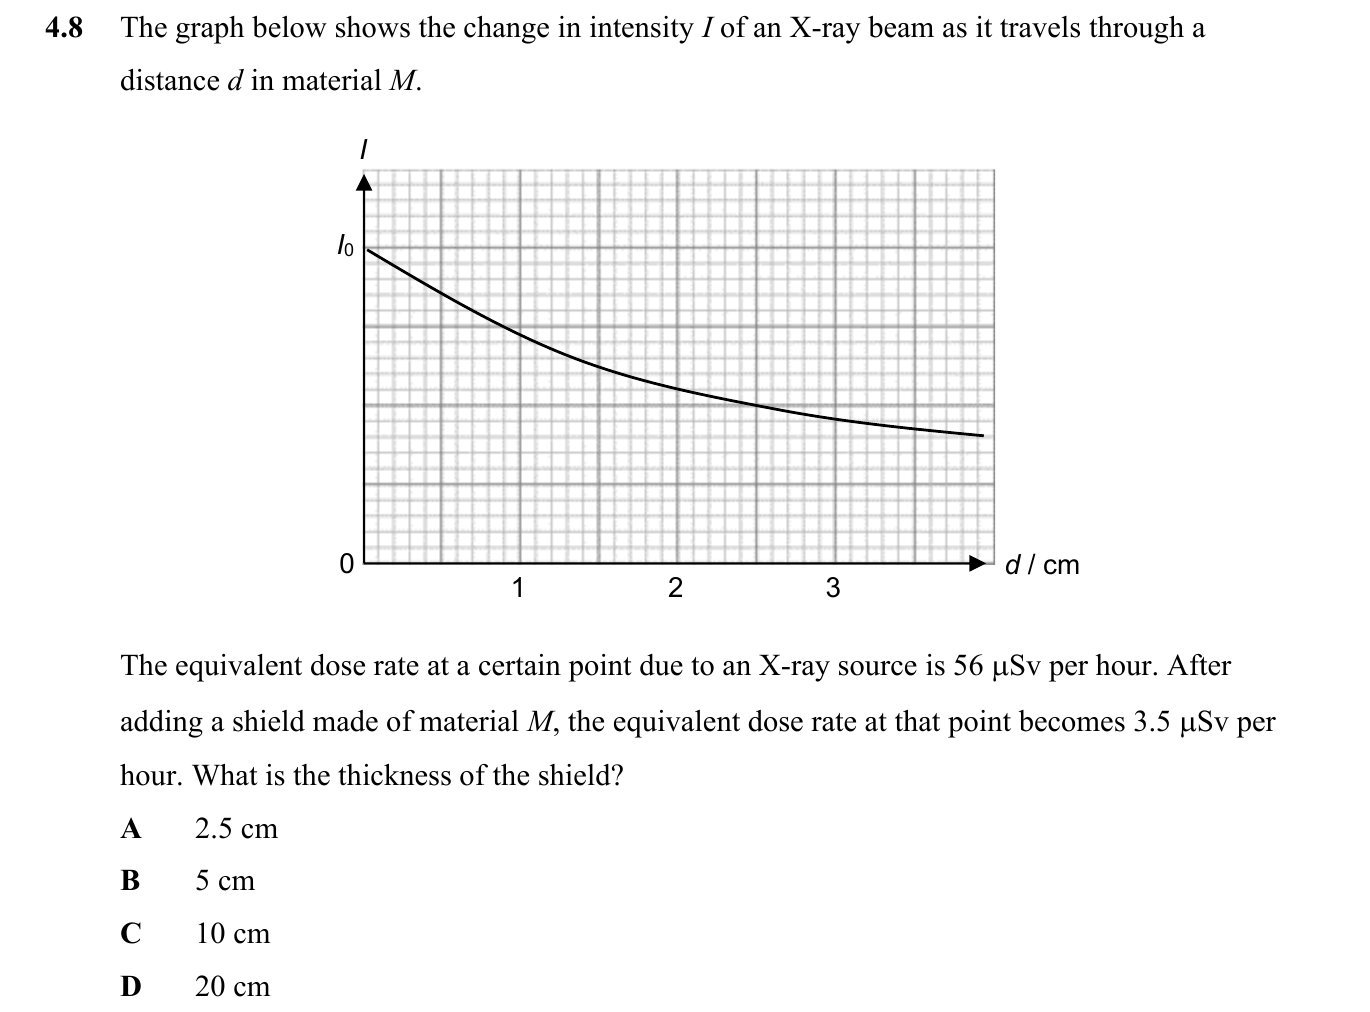 4.8 The graph below shows the change in intensity I of an X-ray beam as it travels through a
distance d in material M.
I
I0
0
1 2 3
d / cm
The equivalent dose rate at a certain point due to an X-ray source is 56 μSv per hour. After
adding a shield made of material M, the equivalent dose rate at that point becomes 3.5 μSv per
hour. What is the thickness of the shield?
A 2.5 cm
B 5 cm
C 10 cm
D 20 cm